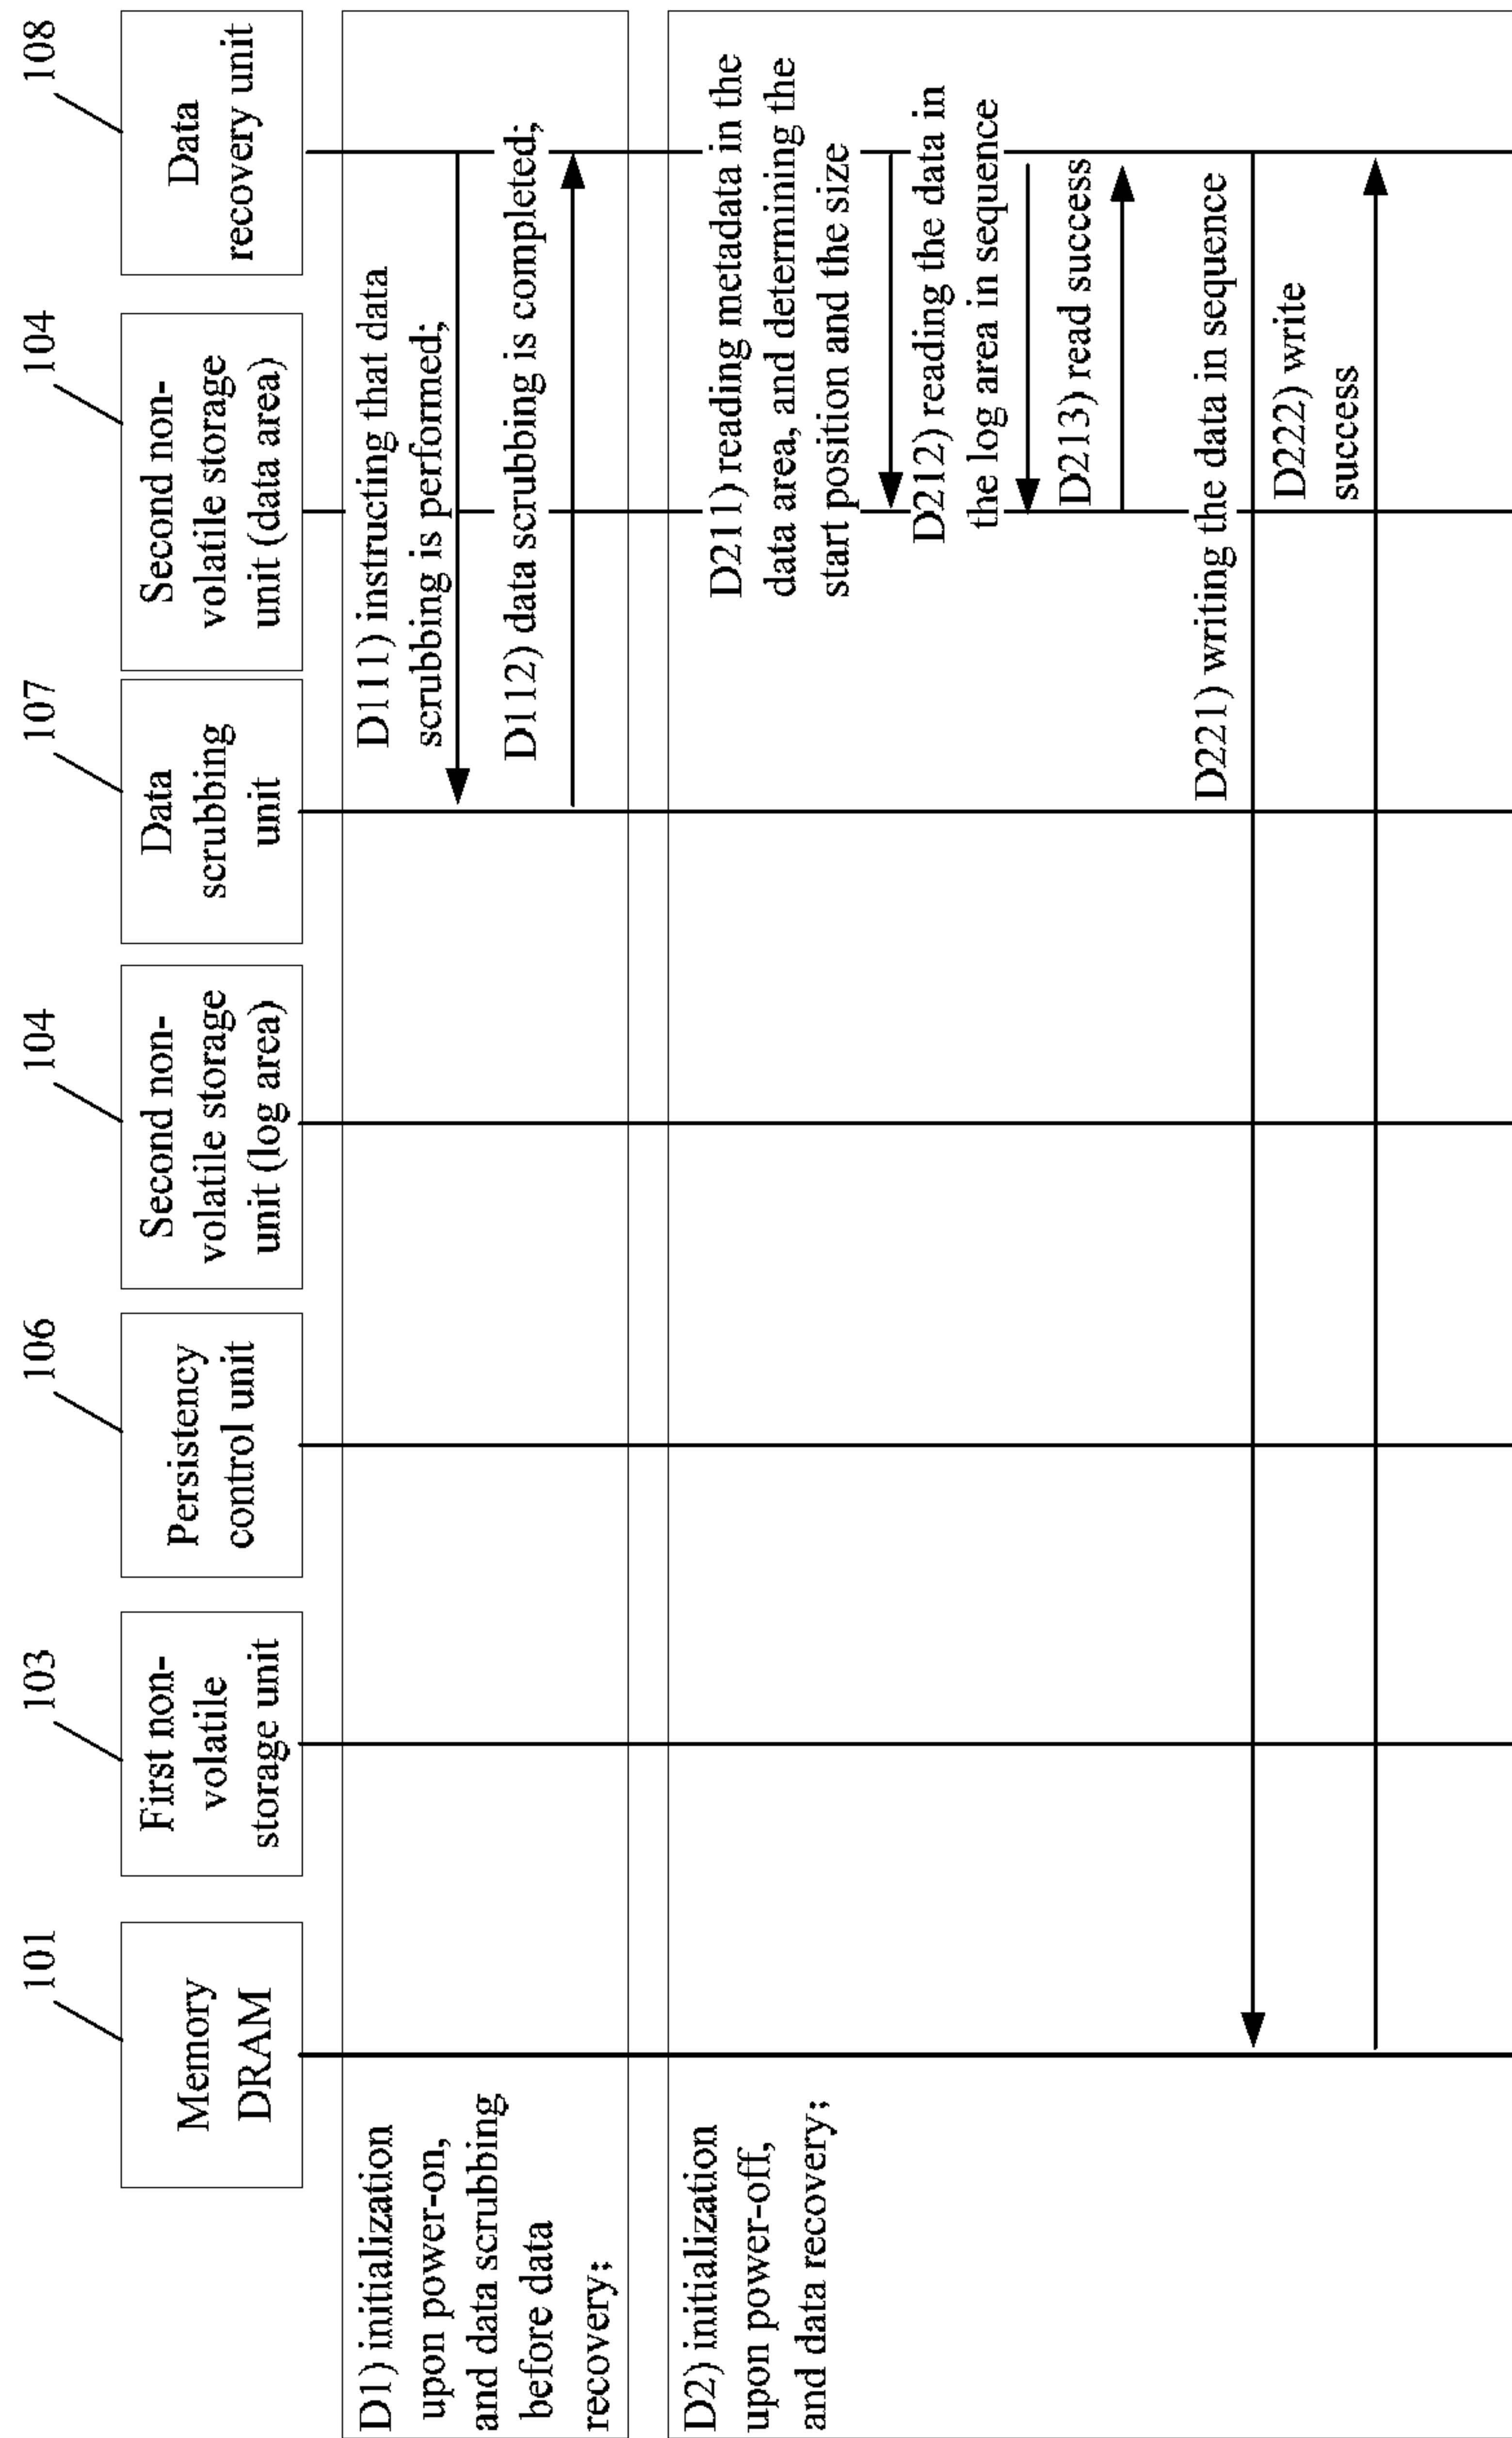 101
103
106
104
107
104
108
Memory
DRAM
First non-
volatile
storage unit
Persistency
control unit
Second non-
volatile storage
unit (log area)
Data
scrubbing
unit
Second non-
volatile storage
unit (data area)
Data
recovery unit
D1) initialization
upon power-on,
and data scrubbing
before data
recovery;
D111) instructing that data
scrubbing is performed;
D112) data scrubbing is completed;
D2) initialization
upon power-off,
and data recovery;
D211) reading metadata in the
data area, and determining the
start position and the size
D212) reading the data in
the log area in sequence
D213) read success
D221) writing the data in sequence
D222) write
success